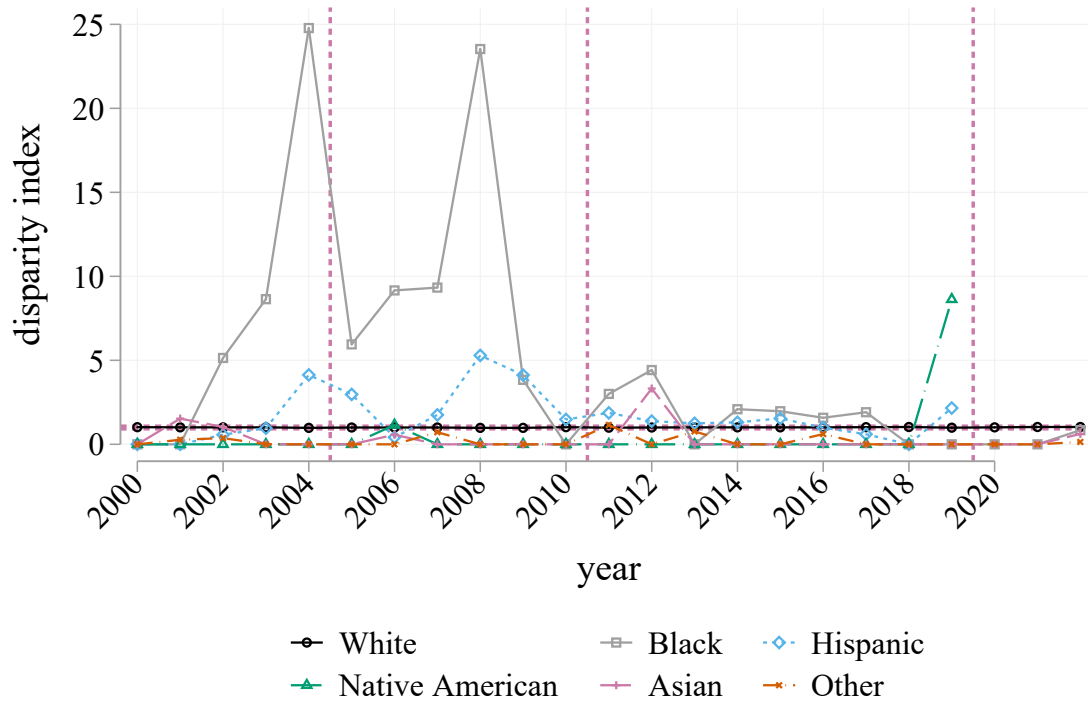 25
20
15
10
5
0
disparity index
2000
2002
2004
2006
2008
2010
2012
2014
2016
2018
2020
year
White
Black
Hispanic
Native American
Asian
Other